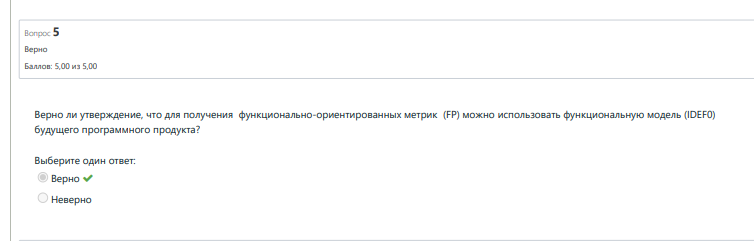 Вопрос 5
Верно
Баллов: 5,00 из 5,00
Верно ли утверждение, что для получения функционально-ориентированных метрик (FP) можно использовать функциональную модель (IDEF0)
будущего программного продукта?
Выберите один ответ:
Верно
Неверно